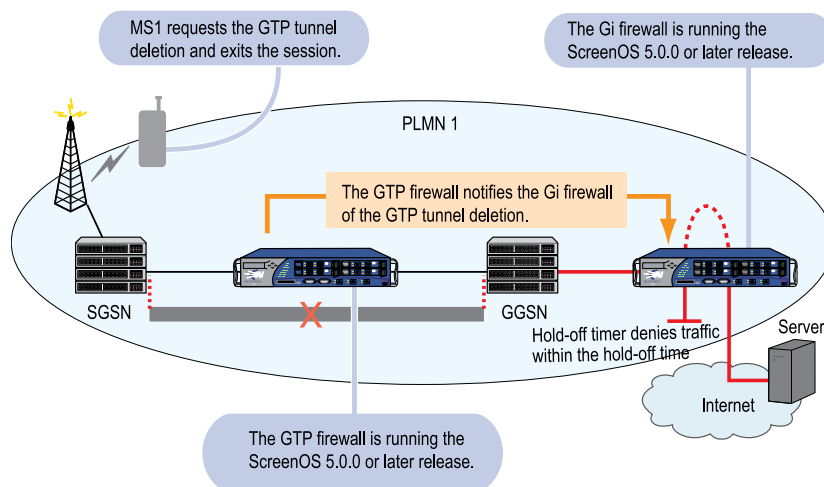 MS1 requests the GTP tunnel
deletion and exits the session.
The Gi firewall is running the
ScreenOS 5.0.0 or later release.
PLMN 1
The GTP firewall notifies the Gi firewall
of the GTP tunnel deletion.
SGSN
GGSN
Hold-off timer denies traffic
within the hold-off time
Server
Internet
The GTP firewall is running the
ScreenOS 5.0.0 or later release.